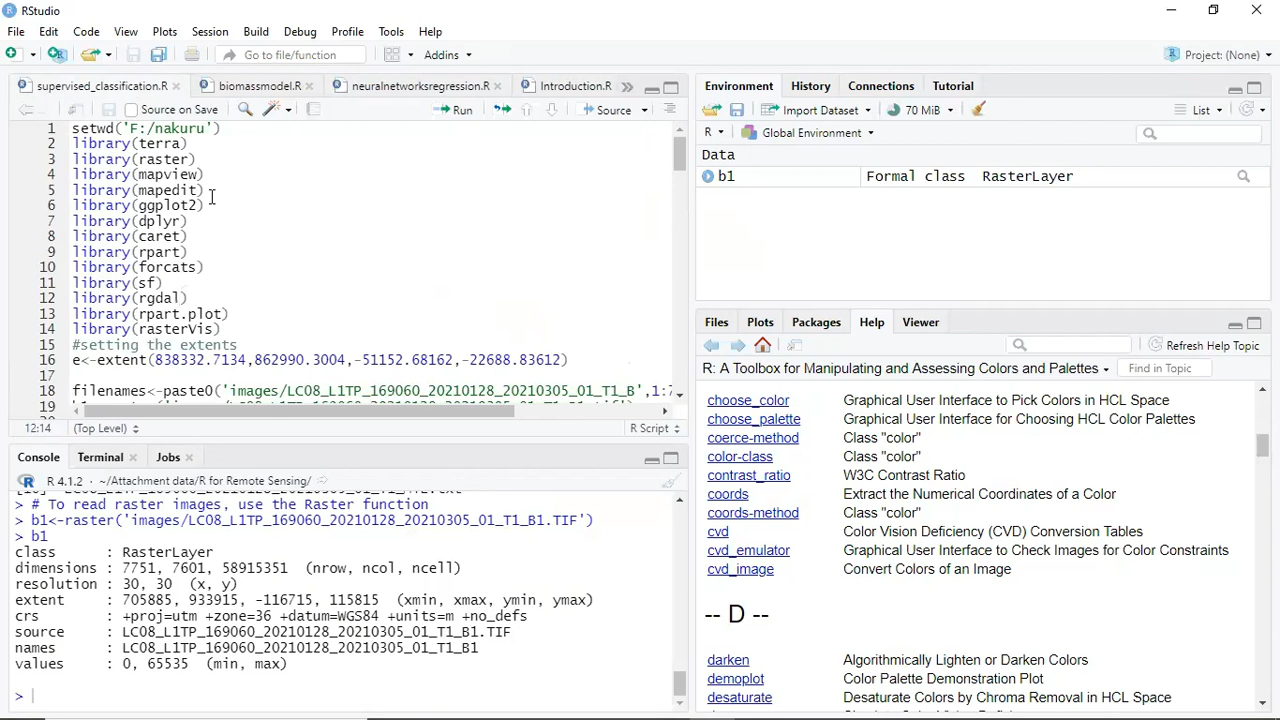 RStudio
File Edit Code View Plots Session Build Debug Profile Tools Help
Go to file/function Addins Project: (None)
supervised_classification.R biomassmodel.R neuralnetworksregression.R Introduction.R
Source on Save Run Source
1 setwd('F:/nakuru')
2 library(terra)
3 library(raster)
4 library(mapview)
5 library(mapedit)
6 library(ggplot2)
7 library(dplyr)
8 library(caret)
9 library(rpart)
10 library(forcats)
11 library(sf)
12 library(rgdal)
13 library(rpart.plot)
14 library(rasterVis)
15 #setting the extents
16 e<-extent(838332.7134,862990.3004,-51152.68162,-22688.83612)
17
18 filenames<-paste0('images/LC08_L1TP_169060_20210128_20210305_01_T1_B',1:7
19
12:14 (Top Level) R Script
Console Terminal Jobs
R 4.1.2 · ~/Attachment data/R for Remote Sensing/
> # To read raster images, use the Raster function
> b1<-raster('images/LC08_L1TP_169060_20210128_20210305_01_T1_B1.TIF')
> b1
class : RasterLayer
dimensions : 7751, 7601, 58915351 (nrow, ncol, ncell)
resolution : 30, 30 (x, y)
extent : 705885, 933915, -116715, 115815 (xmin, xmax, ymin, ymax)
crs : +proj=utm +zone=36 +datum=WGS84 +units=m +no_defs
source : LC08_L1TP_169060_20210128_20210305_01_T1_B1.TIF
names : LC08_L1TP_169060_20210128_20210305_01_T1_B1
values : 0, 65535 (min, max)
>
Environment History Connections Tutorial
Import Dataset 70 MiB List
R Global Environment
Data
b1 Formal class RasterLayer
Files Plots Packages Help Viewer
Refresh Help Topic
R: A Toolbox for Manipulating and Assessing Colors and Palettes Find in Topic
choose_color Graphical User Interface to Pick Colors in HCL Space
choose_palette Graphical User Interface for Choosing HCL Color Palettes
coerce-method Class "color"
color-class Class "color"
contrast_ratio W3C Contrast Ratio
coords Extract the Numerical Coordinates of a Color
coords-method Class "color"
cvd Color Vision Deficiency (CVD) Conversion Tables
cvd_emulator Graphical User Interface to Check Images for Color Constraints
cvd_image Convert Colors of an Image
-- D --
darken Algorithmically Lighten or Darken Colors
demoplot Color Palette Demonstration Plot
desaturate Desaturate Colors by Chroma Removal in HCL Space